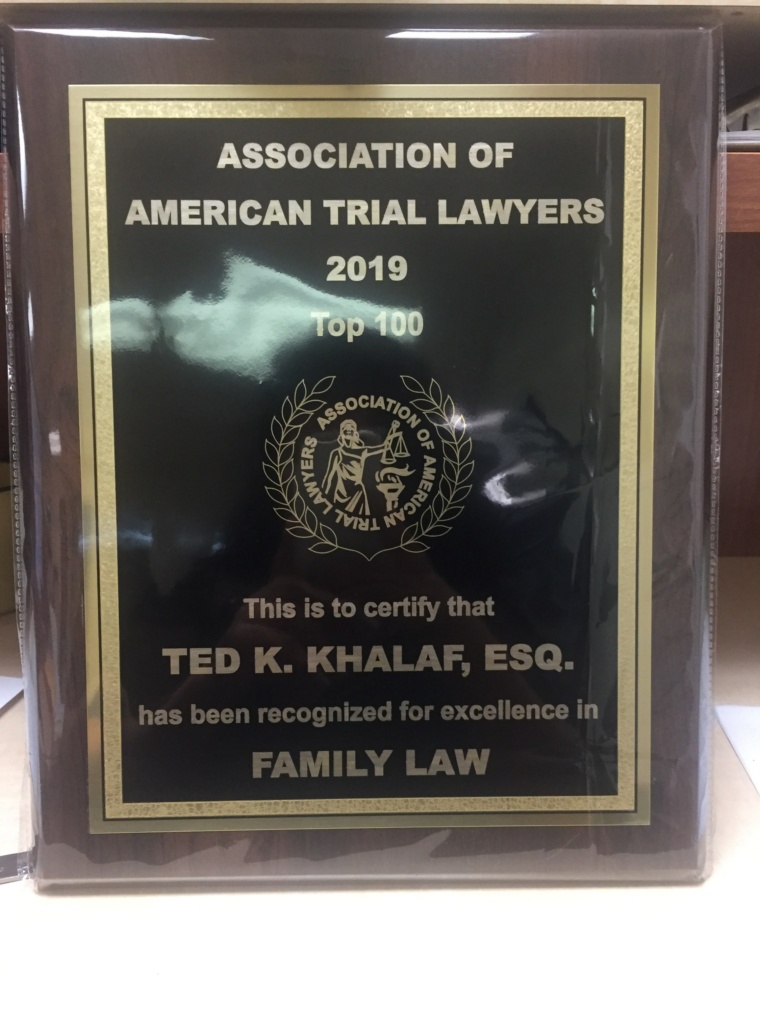 ASSOCIATION OF
AMERICAN TRIAL LAWYERS
2019
Top 100
ASSOCIATION OF AMERICAN TRIAL LAWYERS
This is to certify that
TED K. KHALAF, ESQ.
has been recognized for excellence in
FAMILY LAW